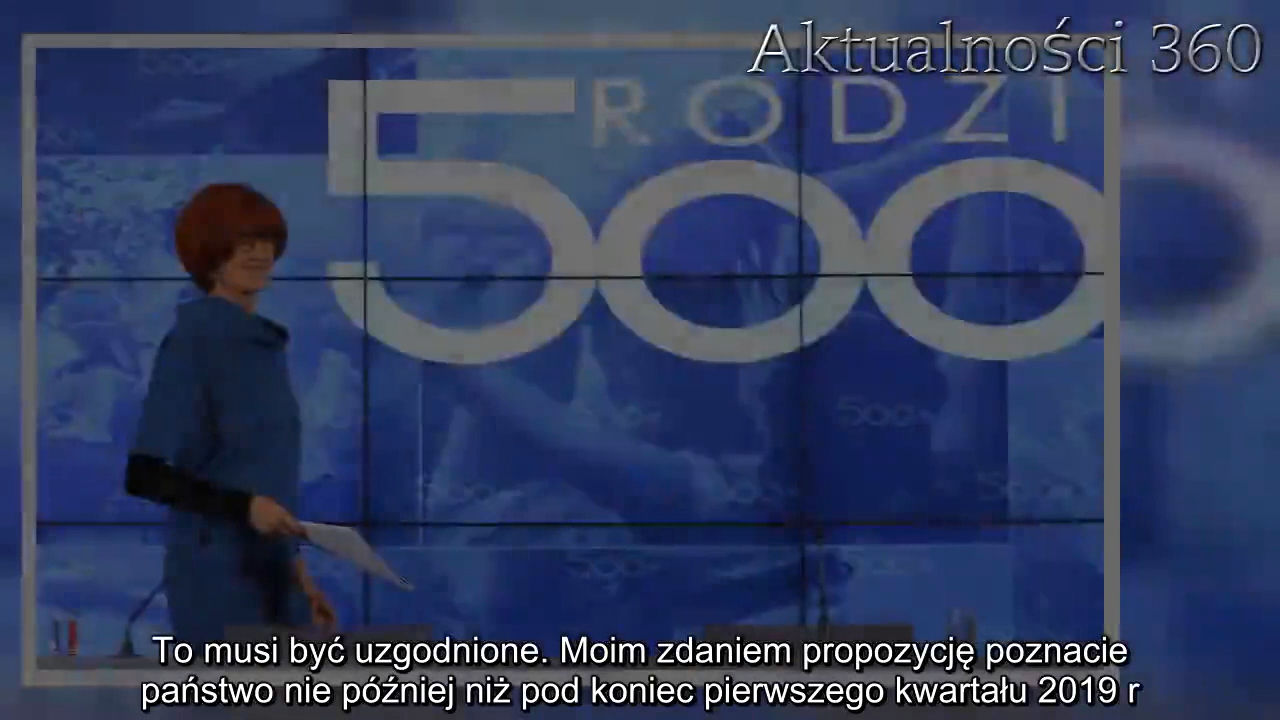 Aktualności 360
RODZI
500
500+
To musi być uzgodnione. Moim zdaniem propozycję poznacie
państwo nie później niż pod koniec pierwszego kwartału 2019 r